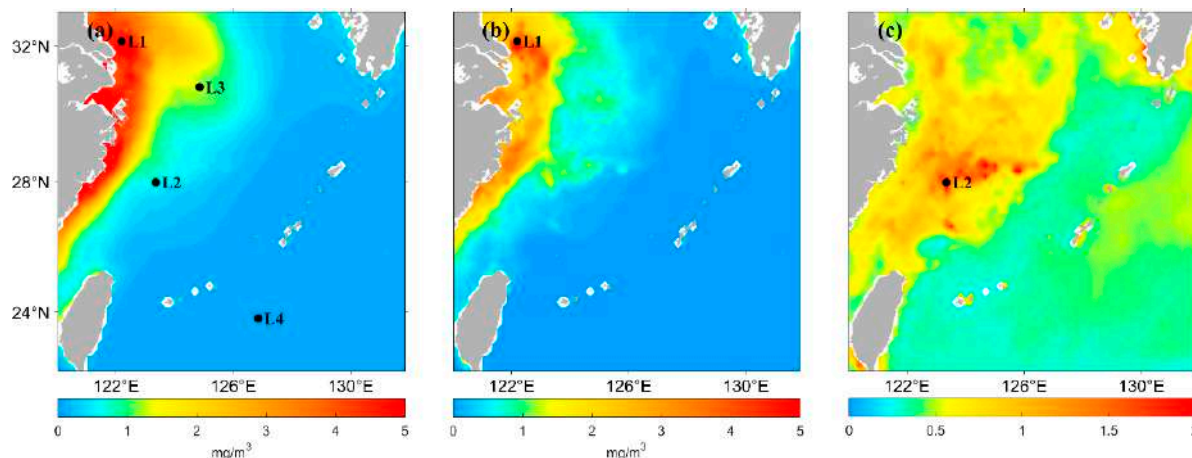 (a) L1 (b) L1 (c)
32°N
L3
28°N
L2 L2
24°N
L4
122°E 126°E 130°E 122°E 126°E 130°E 122°E 126°E 130°E
0 1 2 3 4 5 0 1 2 3 4 5 0 0.5 1 1.5
mg/m³ mg/m³